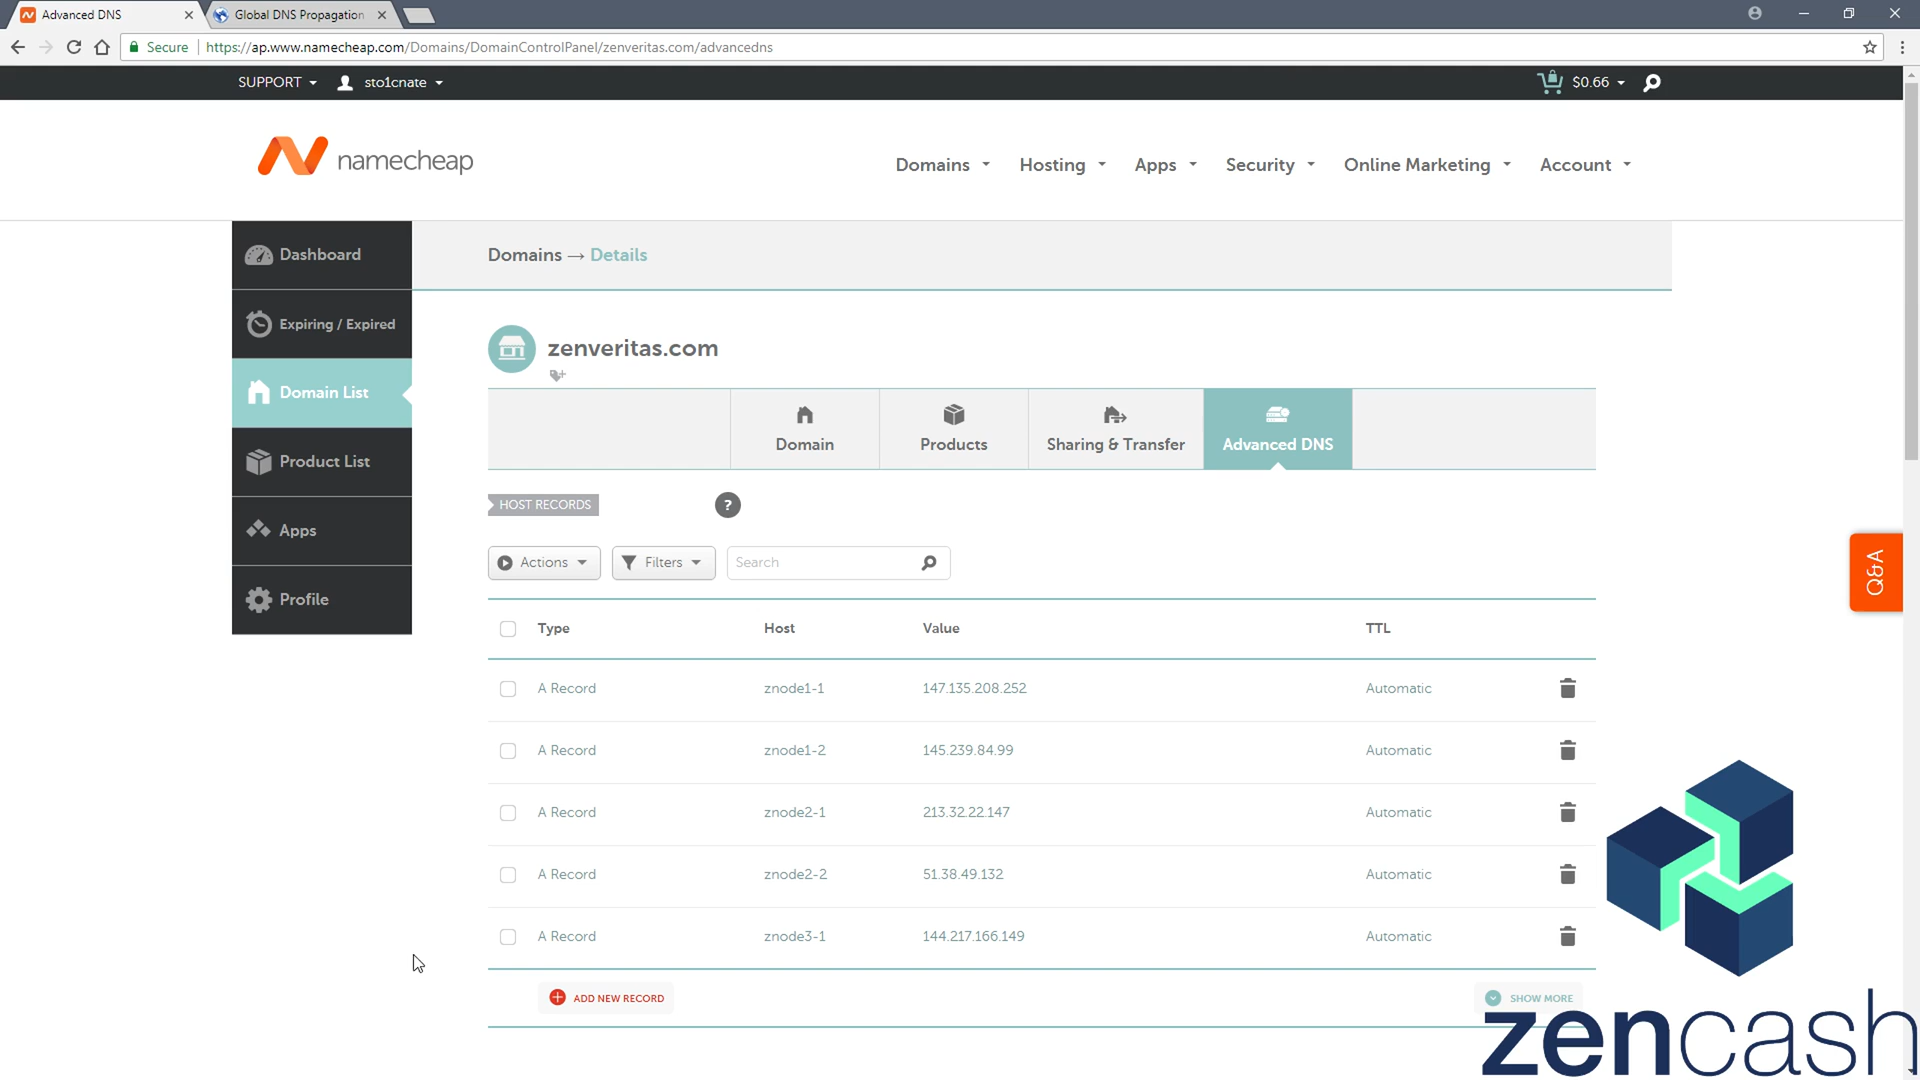 Advanced DNS
Global DNS Propagation
Secure https://ap.www.namecheap.com/Domains/DomainControlPanel/zenveritas.com/advancedns
SUPPORT sto1cnate $0.66
namecheap
Domains Hosting Apps Security Online Marketing Account
Dashboard
Expiring / Expired
Domain List
Product List
Apps
Profile
Domains → Details
zenveritas.com
Domain Products Sharing & Transfer Advanced DNS
HOST RECORDS ?
Actions Filters Search
Type Host Value TTL
A Record znode1-1 147.135.208.252 Automatic
A Record znode1-2 145.239.84.99 Automatic
A Record znode2-1 213.32.22.147 Automatic
A Record znode2-2 51.38.49.132 Automatic
A Record znode3-1 144.217.166.149 Automatic
ADD NEW RECORD SHOW MORE
Q&A
zencash